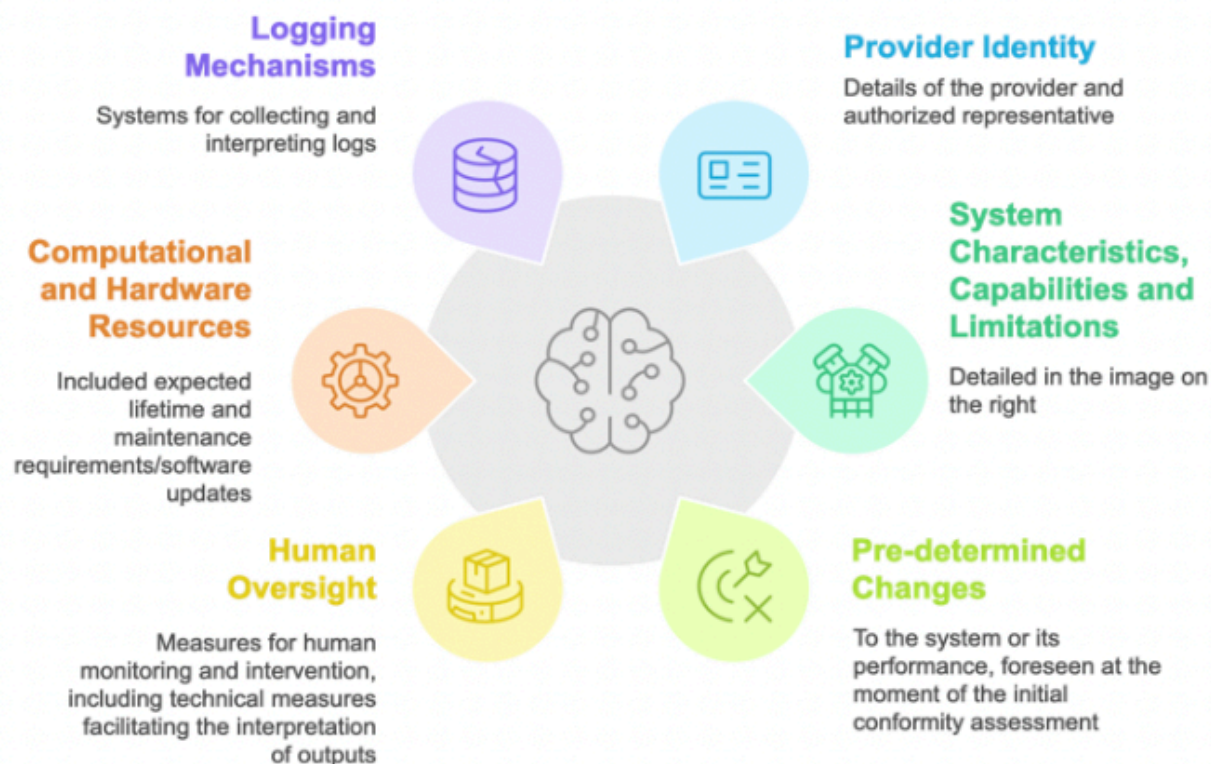 Logging
Mechanisms
Systems for collecting and
interpreting logs
Provider Identity
Details of the provider and
authorized representative
Computational
and Hardware
Resources
Included expected
lifetime and
maintenance
requirements/software
updates
System
Characteristics,
Capabilities and
Limitations
Detailed in the image on
the right
Human
Oversight
Measures for human
monitoring and intervention,
including technical measures
facilitating the interpretation
of outputs
Pre-determined
Changes
To the system or its
performance, foreseen at the
moment of the initial
conformity assessment